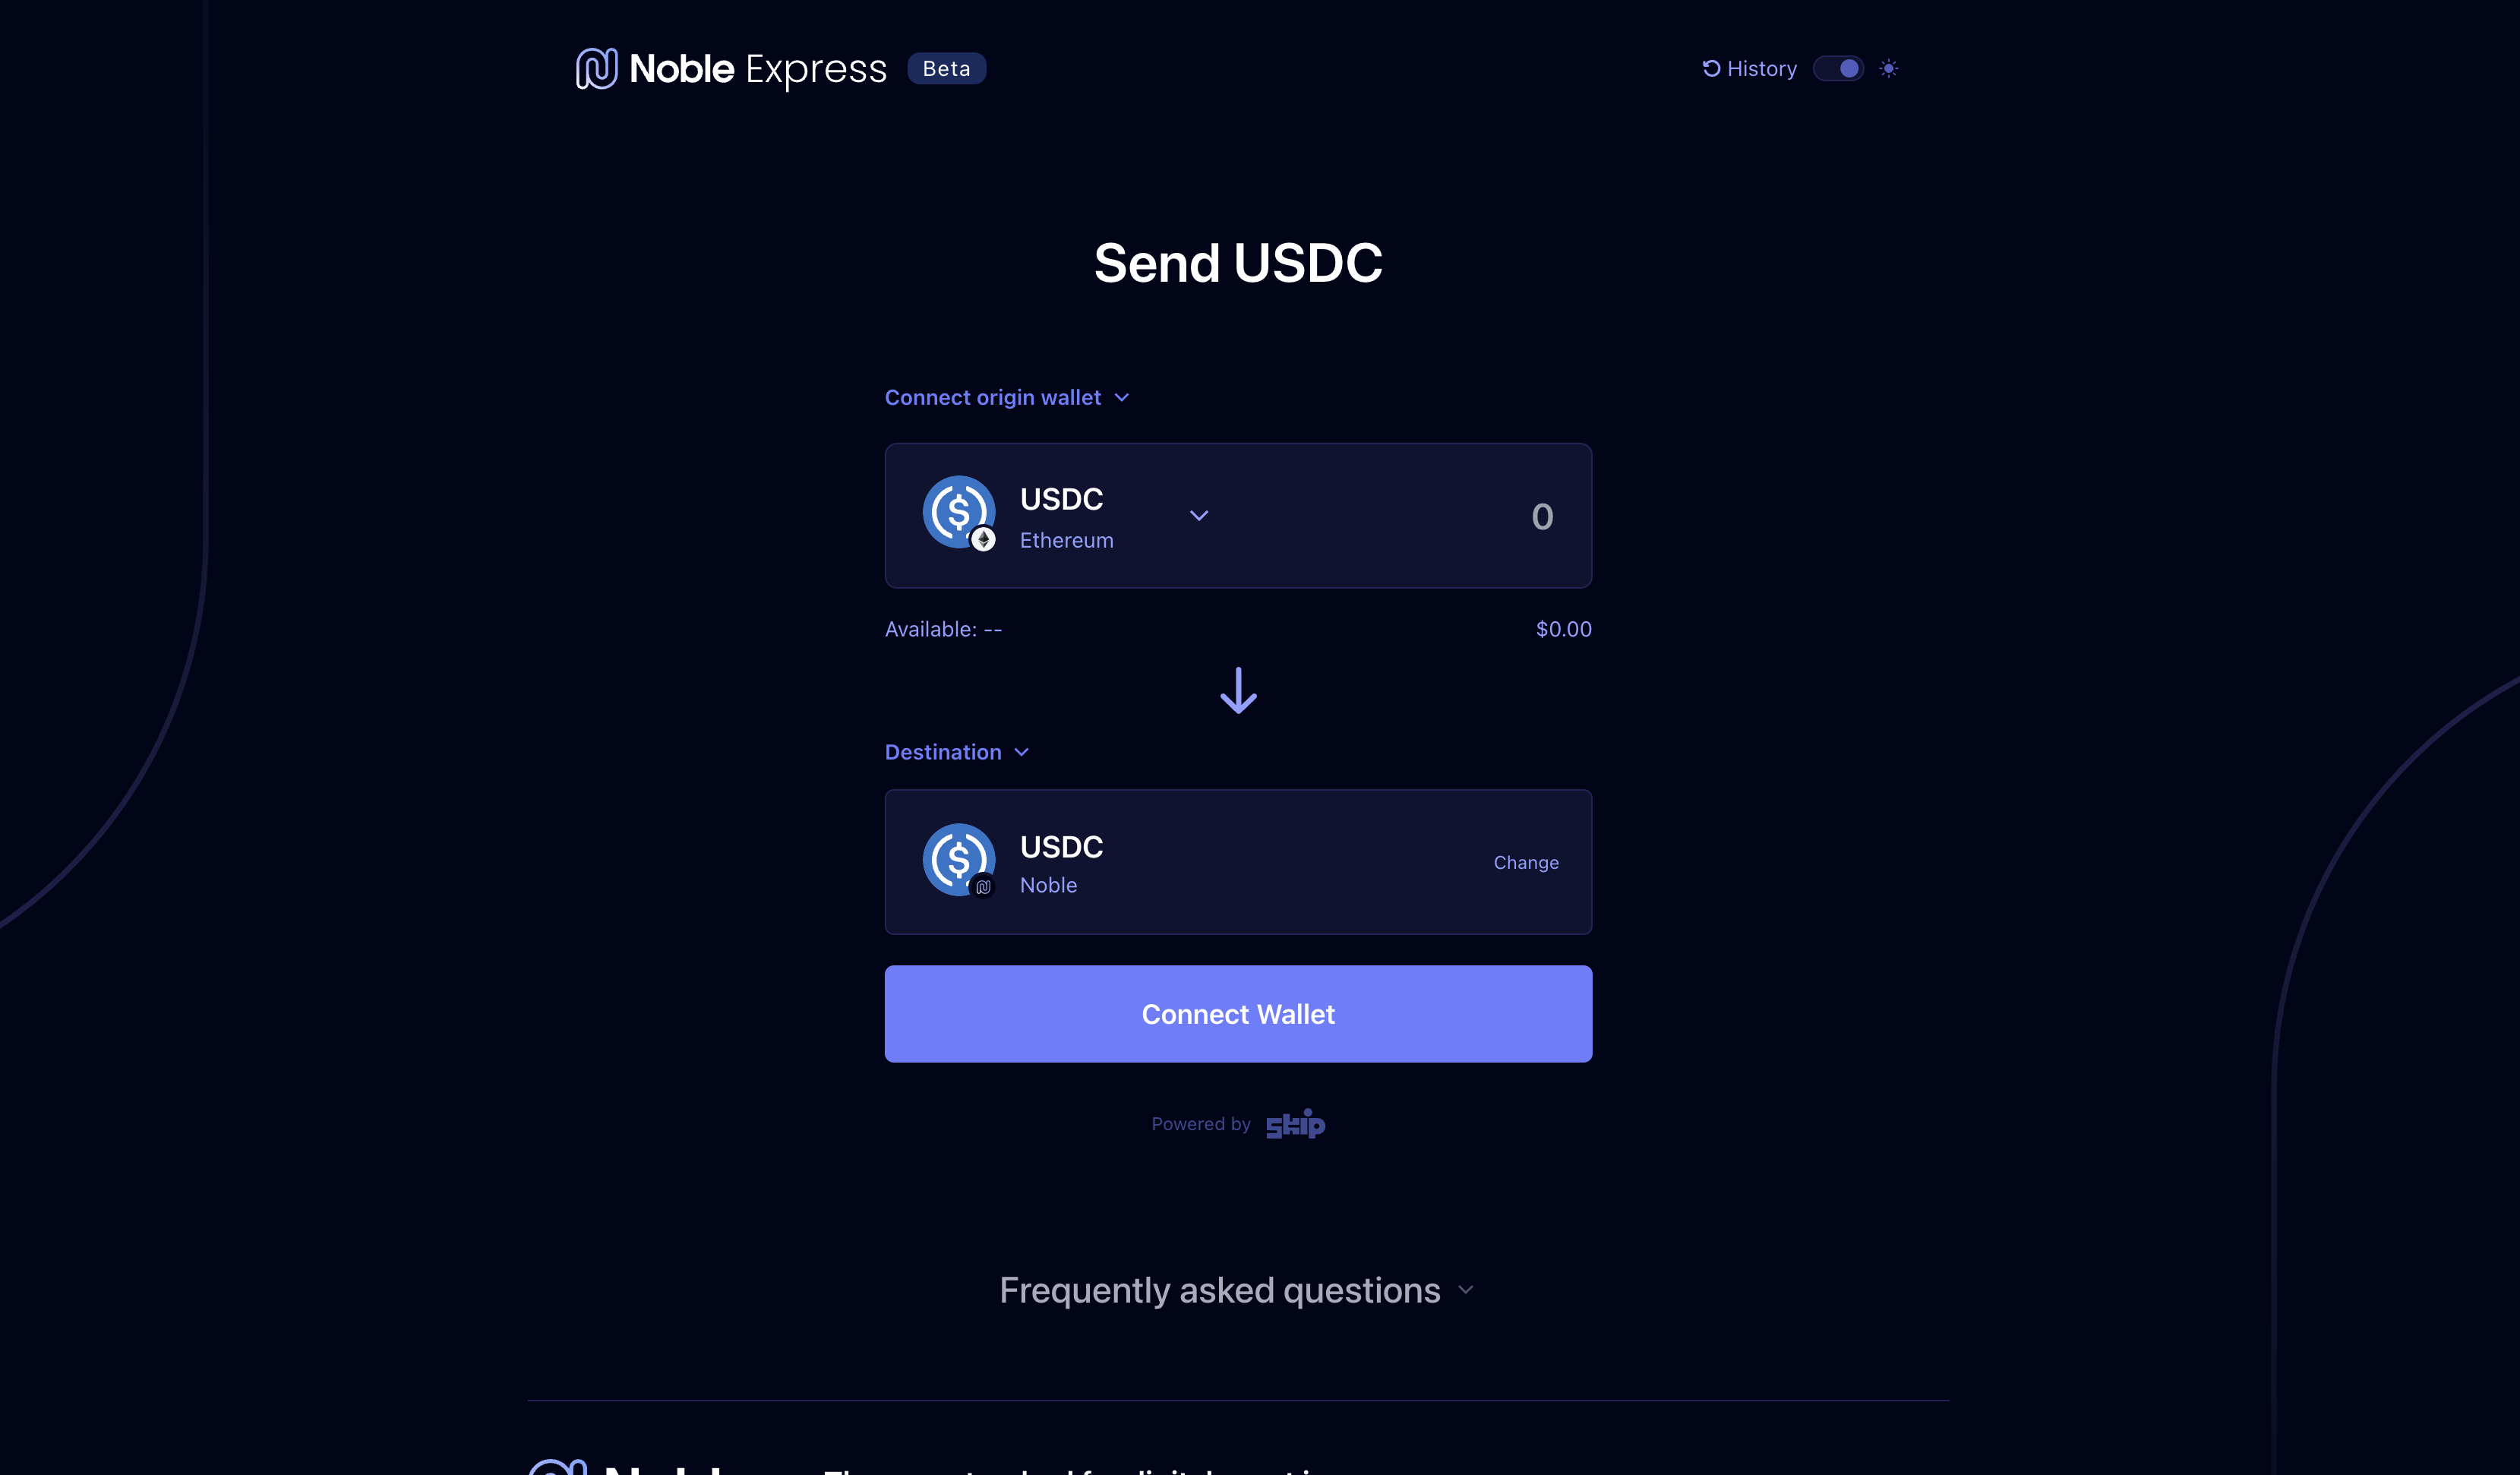 Noble Express Beta
History
Send USDC
Connect origin wallet
USDC
Ethereum
0
Available: --
$0.00
Destination
USDC
Noble
Change
Connect Wallet
Powered by skip
Frequently asked questions